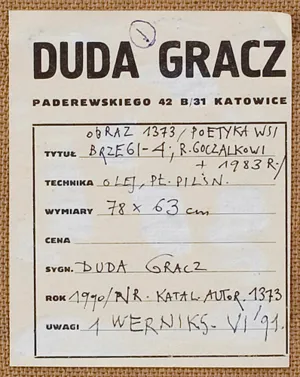 1
DUDA GRACZ
PADEREWSKIEGO 42 B/31 KATOWICE
OBRAZ 1373/POETYKA WSI
TYTUŁ BRZEGI-4; R. GOCZAŁKOWI
+ 1983 R./
TECHNIKA OLEJ, PŁ. PILŚN.
WYMIARY 78 x 63 cm
CENA
SYGN. DUDA GRACZ
ROK 1990/NR. KATAL. AUTOR. 1373
UWAGI 1 WERNIKS - VI/91.